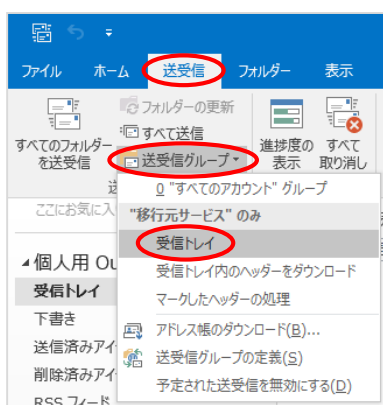 ファイル ホーム 送受信 フォルダー 表示
すべてのフォルダー
を送受信
フォルダーの更新
すべて送信
送受信グループ
進捗度の
表示
すべて
取り消し
送
ここにお気に入
0 "すべてのアカウント" グループ
"移行元サービス" のみ
受信トレイ
受信トレイ内のヘッダーをダウンロード
マークしたヘッダーの処理
アドレス帳のダウンロード(B)...
送受信グループの定義(S)
予定された送受信を無効にする(D)
個人用 Ou
受信トレイ
下書き
送信済みアイ
削除済みアイ
RSS フィード